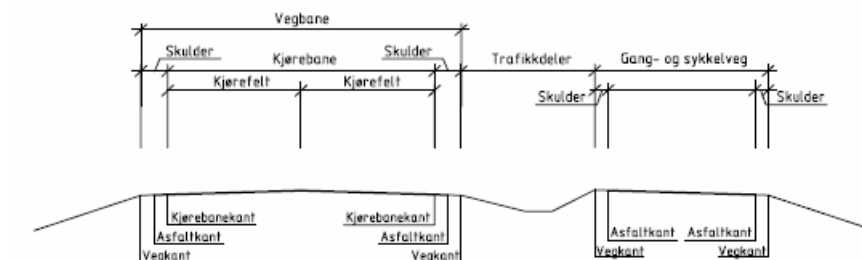 Vegbane
Skulder Kjørebane Skulder Trafikkdeler Gang- og sykkelveg
Kjørefelt Kjørefelt
Skulder Skulder
Kjørebanekant Kjørebanekant
Asfaltkant Asfaltkant Asfaltkant Asfaltkant
Vegkant Vegkant Vegkant Vegkant